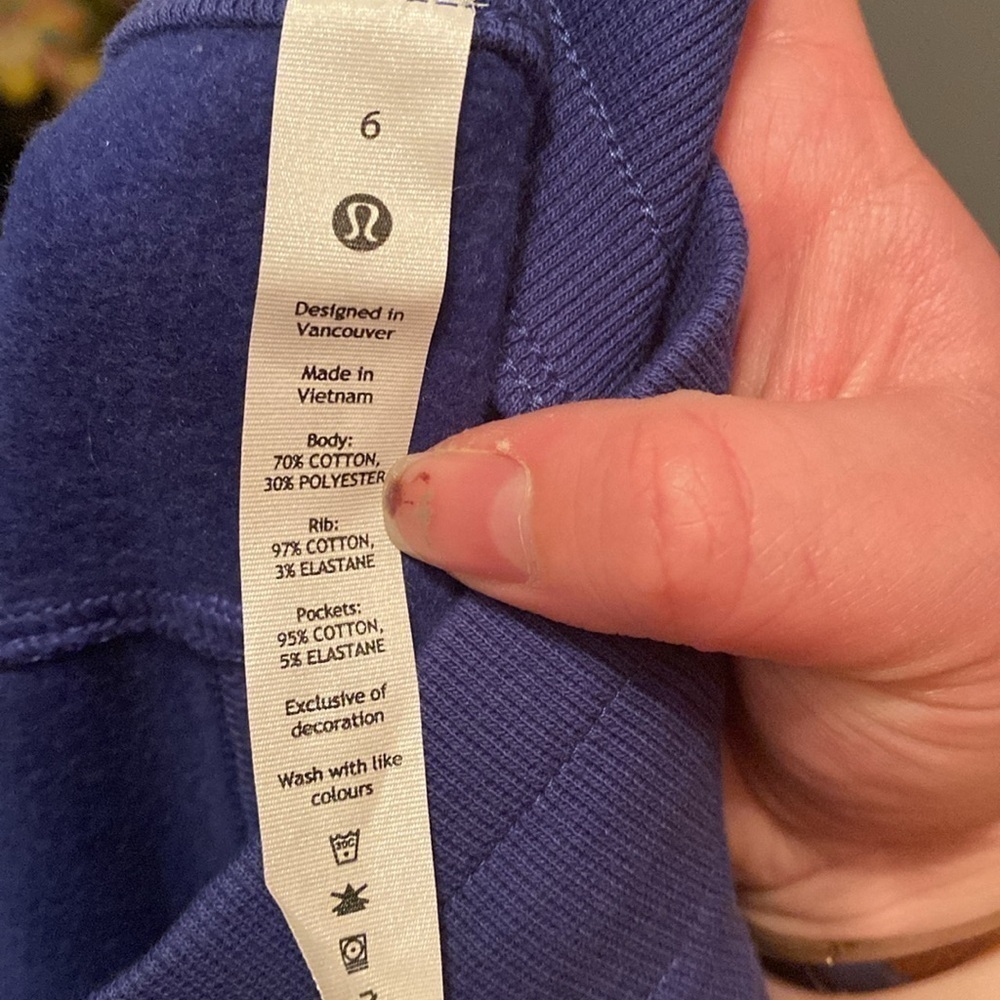 6
Designed in
Vancouver
Made in
Vietnam
Body:
70% COTTON,
30% POLYESTER
Rib:
97% COTTON,
3% ELASTANE
Pockets:
95% COTTON,
5% ELASTANE
Exclusive of
decoration
Wash with like
colours
30C